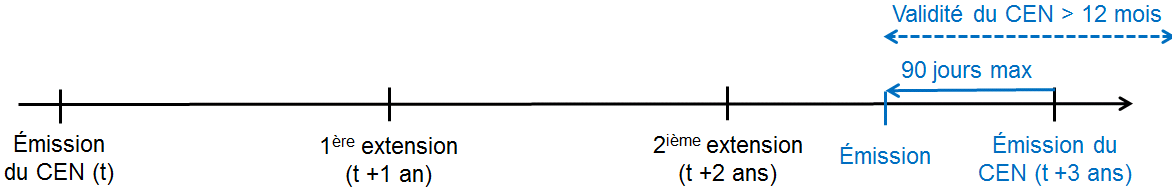 Validité du CEN > 12 mois
90 jours max
Émission
du CEN (t)
1ère extension
(t +1 an)
2ième extension
(t +2 ans)
Émission
Émission du
CEN (t +3 ans)